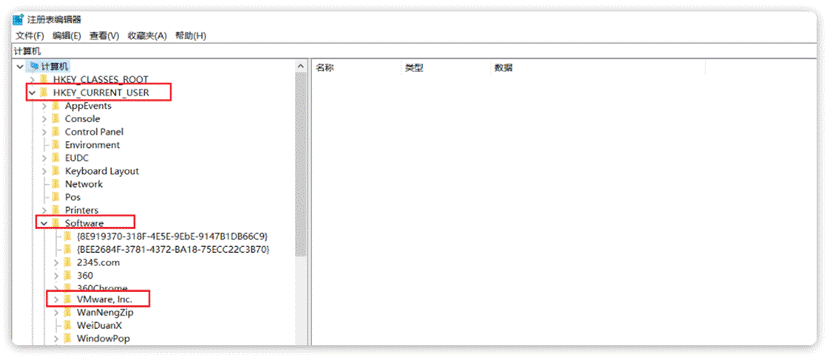 注册表编辑器
文件(F) 编辑(E) 查看(V) 收藏夹(A) 帮助(H)
计算机
计算机
名称 类型 数据
HKEY_CLASSES_ROOT
HKEY_CURRENT_USER
AppEvents
Console
Control Panel
Environment
EUDC
Keyboard Layout
Network
Pos
Printers
Software
{8E919370-318F-4E5E-9EbE-9147B1DB66C9}
{BEE2684F-3781-4372-BA18-75ECC22C3B70}
2345.com
360
360Chrome
VMware, Inc.
WanNengZip
WeiDuanX
WindowPop